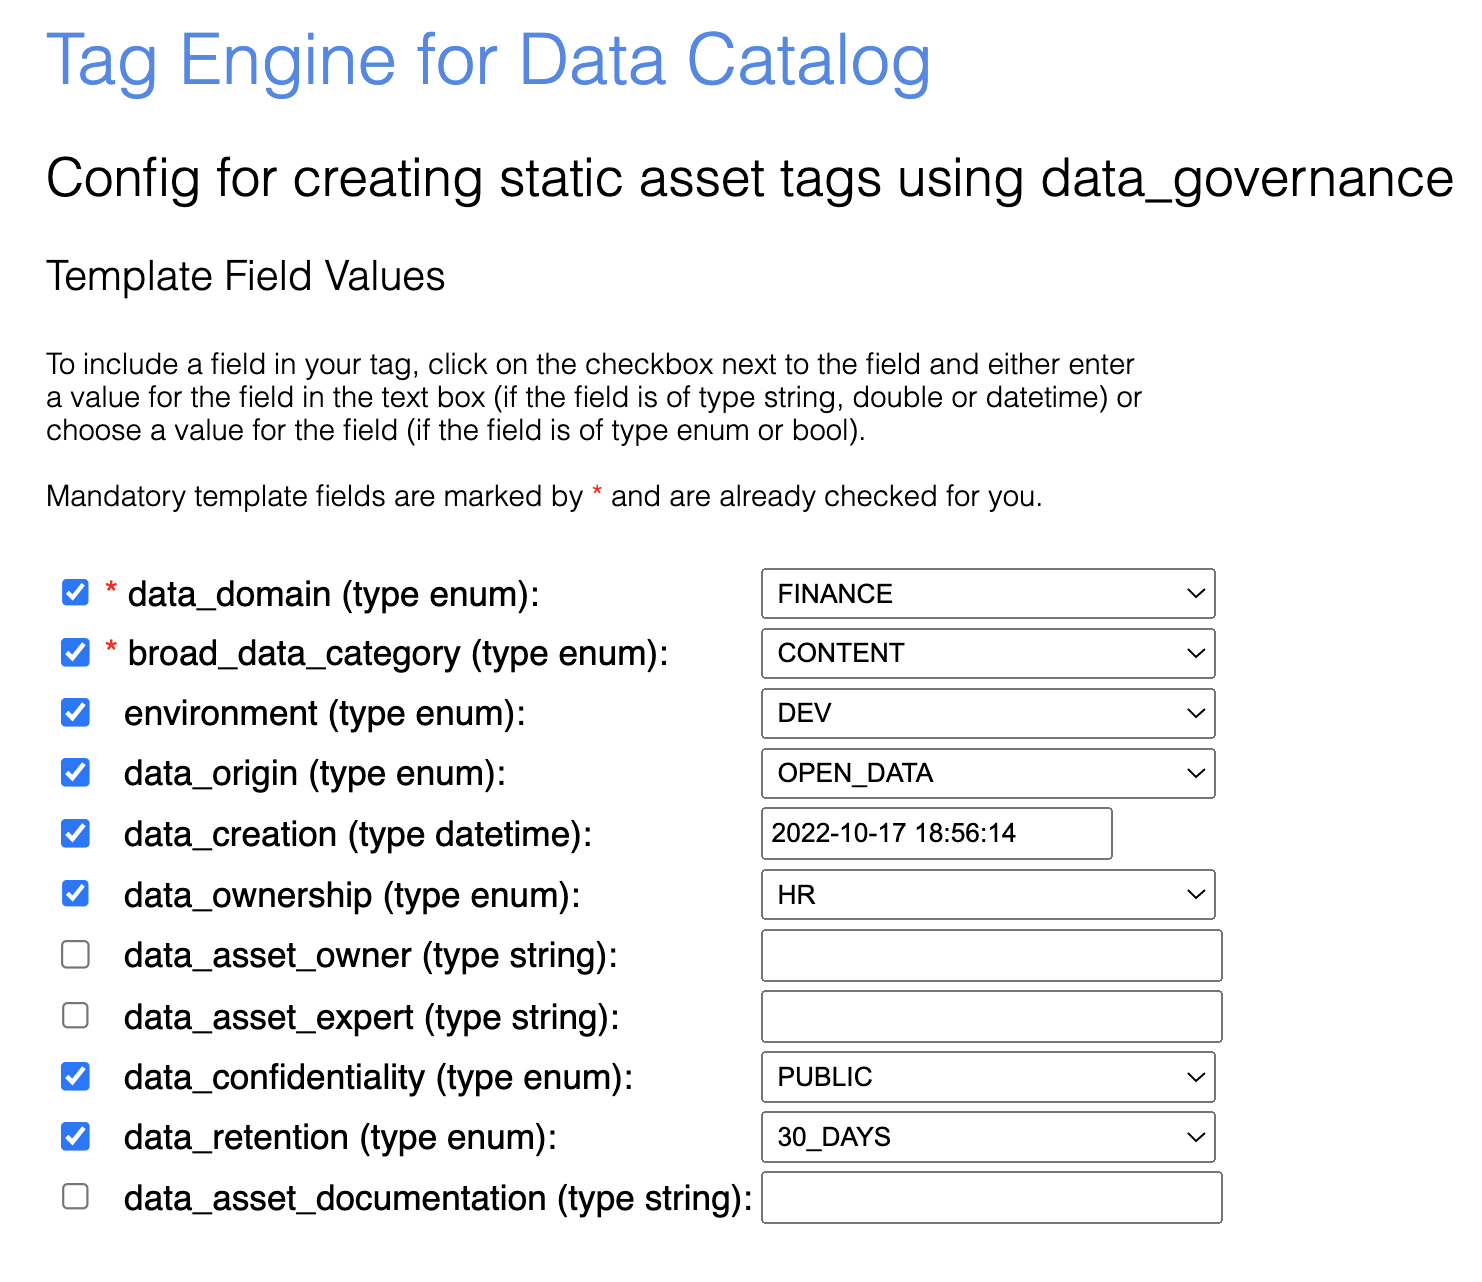 Tag Engine for Data Catalog
Config for creating static asset tags using data_governance
Template Field Values
To include a field in your tag, click on the checkbox next to the field and either enter
a value for the field in the text box (if the field is of type string, double or datetime) or
choose a value for the field (if the field is of type enum or bool).
Mandatory template fields are marked by * and are already checked for you.
* data_domain (type enum): FINANCE
* broad_data_category (type enum): CONTENT
environment (type enum): DEV
data_origin (type enum): OPEN_DATA
data_creation (type datetime): 2022-10-17 18:56:14
data_ownership (type enum): HR
data_asset_owner (type string):
data_asset_expert (type string):
data_confidentiality (type enum): PUBLIC
data_retention (type enum): 30_DAYS
data_asset_documentation (type string):